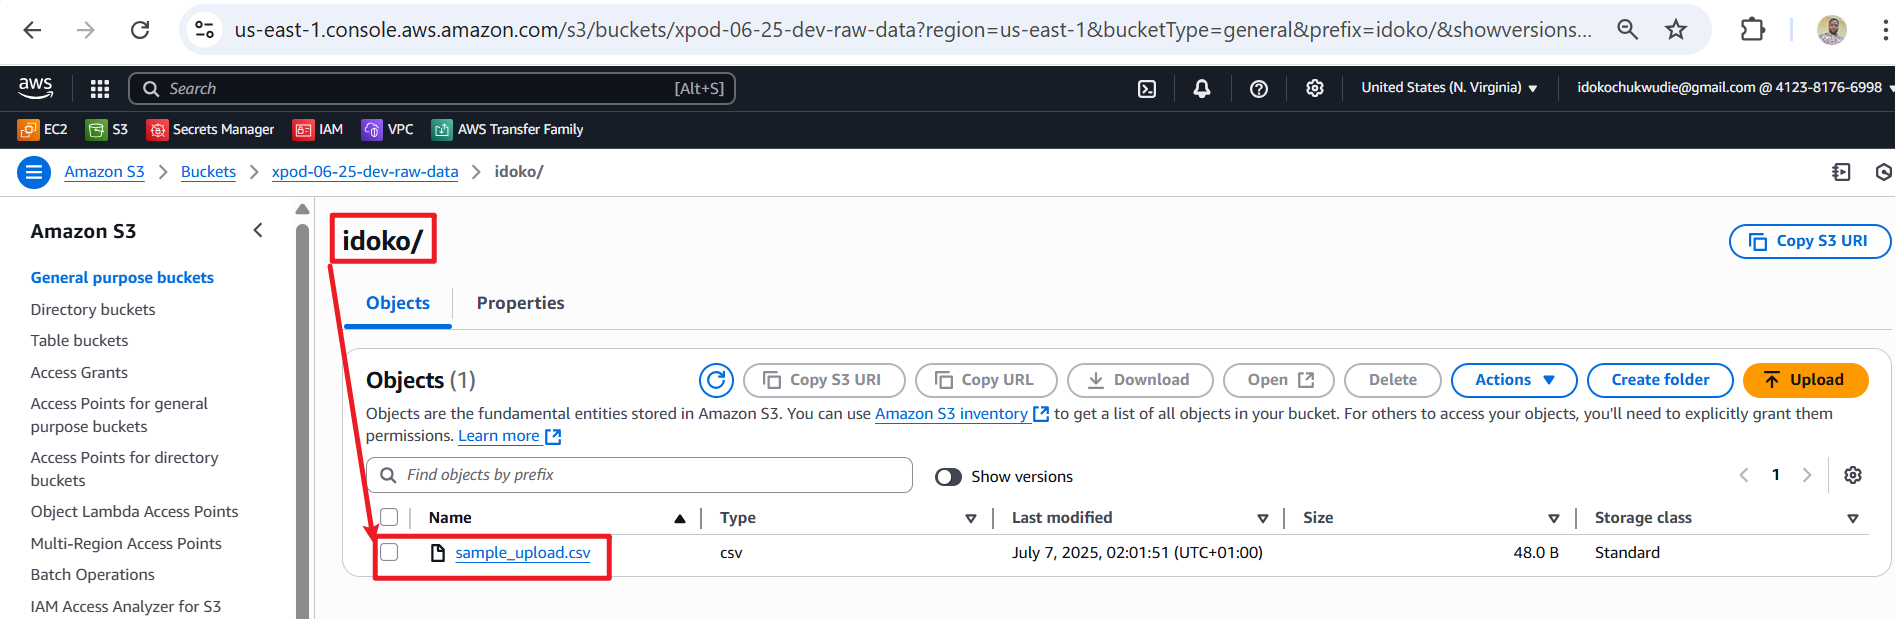 us-east-1.console.aws.amazon.com/s3/buckets/xpod-06-25-dev-raw-data?region=us-east-1&bucketType=general&prefix=idoko/&showversions...
aws Search [Alt+S] United States (N. Virginia) idokochukwudie@gmail.com @ 4123-8176-6998
EC2 S3 Secrets Manager IAM VPC AWS Transfer Family
Amazon S3 > Buckets > xpod-06-25-dev-raw-data > idoko/
Amazon S3
General purpose buckets
Directory buckets
Table buckets
Access Grants
Access Points for general
purpose buckets
Access Points for directory
buckets
Object Lambda Access Points
Multi-Region Access Points
Batch Operations
IAM Access Analyzer for S3
idoko/
Copy S3 URI
Objects Properties
Objects (1) Copy S3 URI Copy URL Download Open Delete Actions Create folder Upload
Objects are the fundamental entities stored in Amazon S3. You can use Amazon S3 inventory to get a list of all objects in your bucket. For others to access your objects, you'll need to explicitly grant them
permissions. Learn more
Find objects by prefix Show versions 1
Name Type Last modified Size Storage class
sample_upload.csv csv July 7, 2025, 02:01:51 (UTC+01:00) 48.0 B Standard